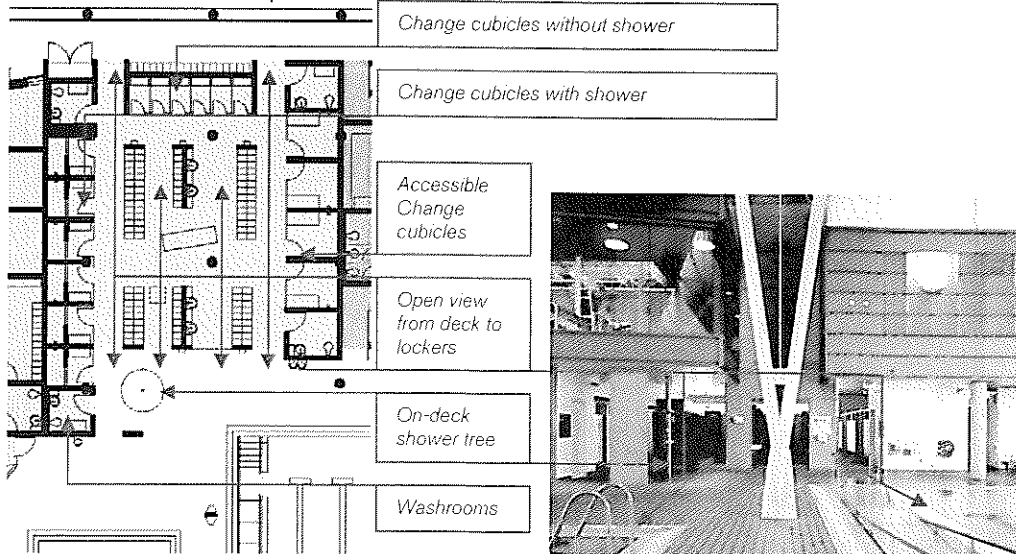 Change cubicles without shower
Change cubicles with shower
Accessible
Change
cubicles
Open view
from deck to
lockers
On-deck
shower tree
Washrooms